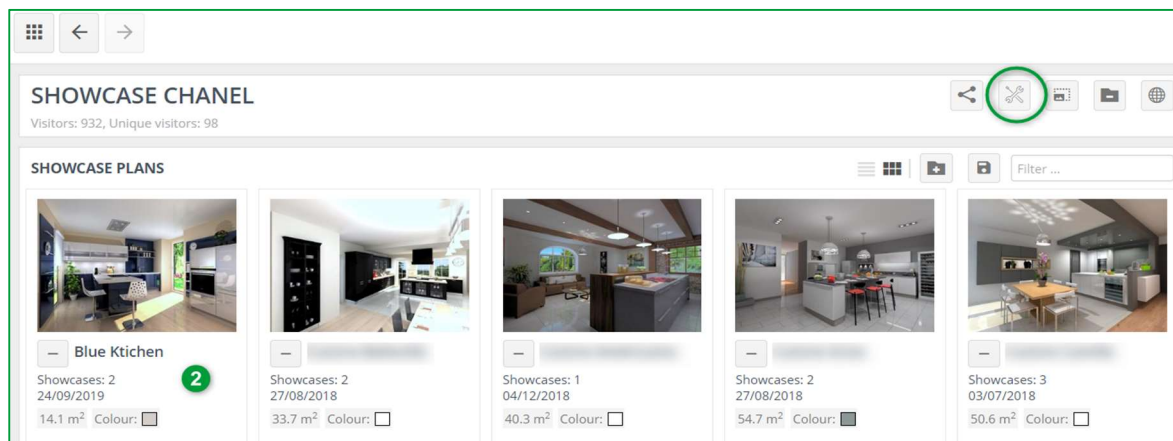 SHOWCASE CHANEL
Visitors: 932, Unique visitors: 98
SHOWCASE PLANS
Filter ...
Blue Ktichen
Showcases: 2
24/09/2019
2
14.1 m² Colour:
Showcases: 2
27/08/2018
33.7 m² Colour:
Showcases: 1
04/12/2018
40.3 m² Colour:
Showcases: 2
27/08/2018
54.7 m² Colour:
Showcases: 3
03/07/2018
50.6 m² Colour: